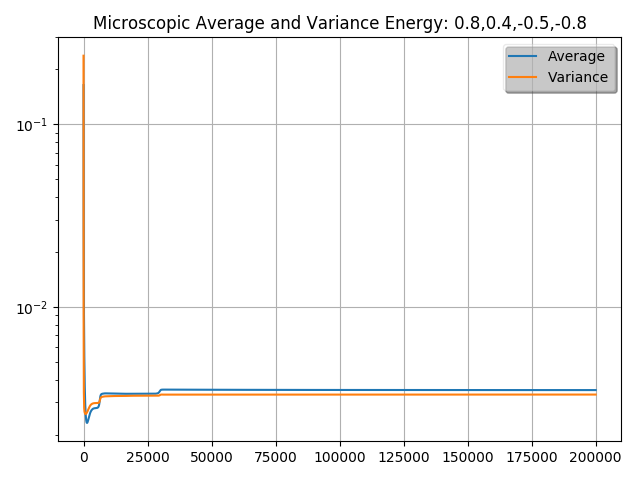 Microscopic Average and Variance Energy: 0.8,0.4,-0.5,-0.8
Average
Variance
10⁻¹
10⁻²
0 25000 50000 75000 100000 125000 150000 175000 200000